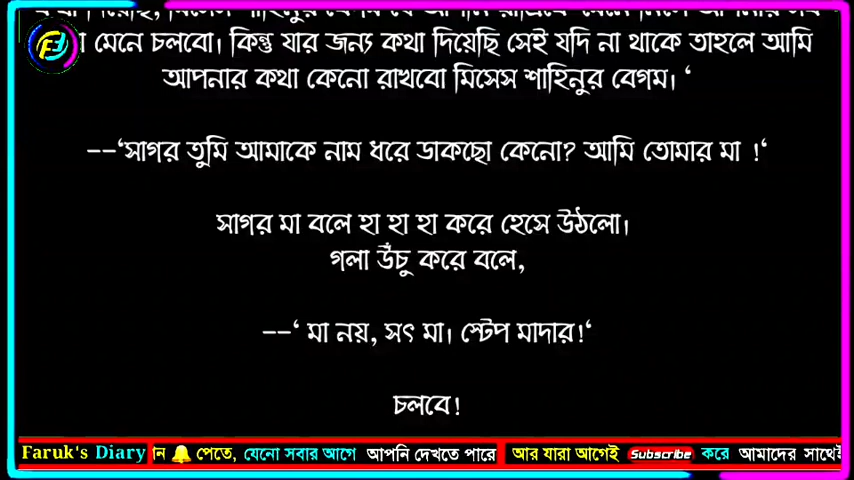 মেনে চলবো। কিন্তু যার জন্য কথা দিয়েছি সেই যদি না থাকে তাহলে আমি
আপনার কথা কেনো রাখবো মিসেস শাহিনুর বেগম। ‘
--‘সাগর তুমি আমাকে নাম ধরে ডাকছো কেনো? আমি তোমার মা !‘
সাগর মা বলে হা হা হা করে হেসে উঠলো।
গলা উঁচু করে বলে,
--‘ মা নয়, সৎ মা। স্টেপ মাদার!‘
চলবে!
Faruk's Diary ন 🔔 পেতে, যেনো সবার আগে আপনি দেখতে পারে আর যারা আগেই Subscribe করে আমাদের সাথেই